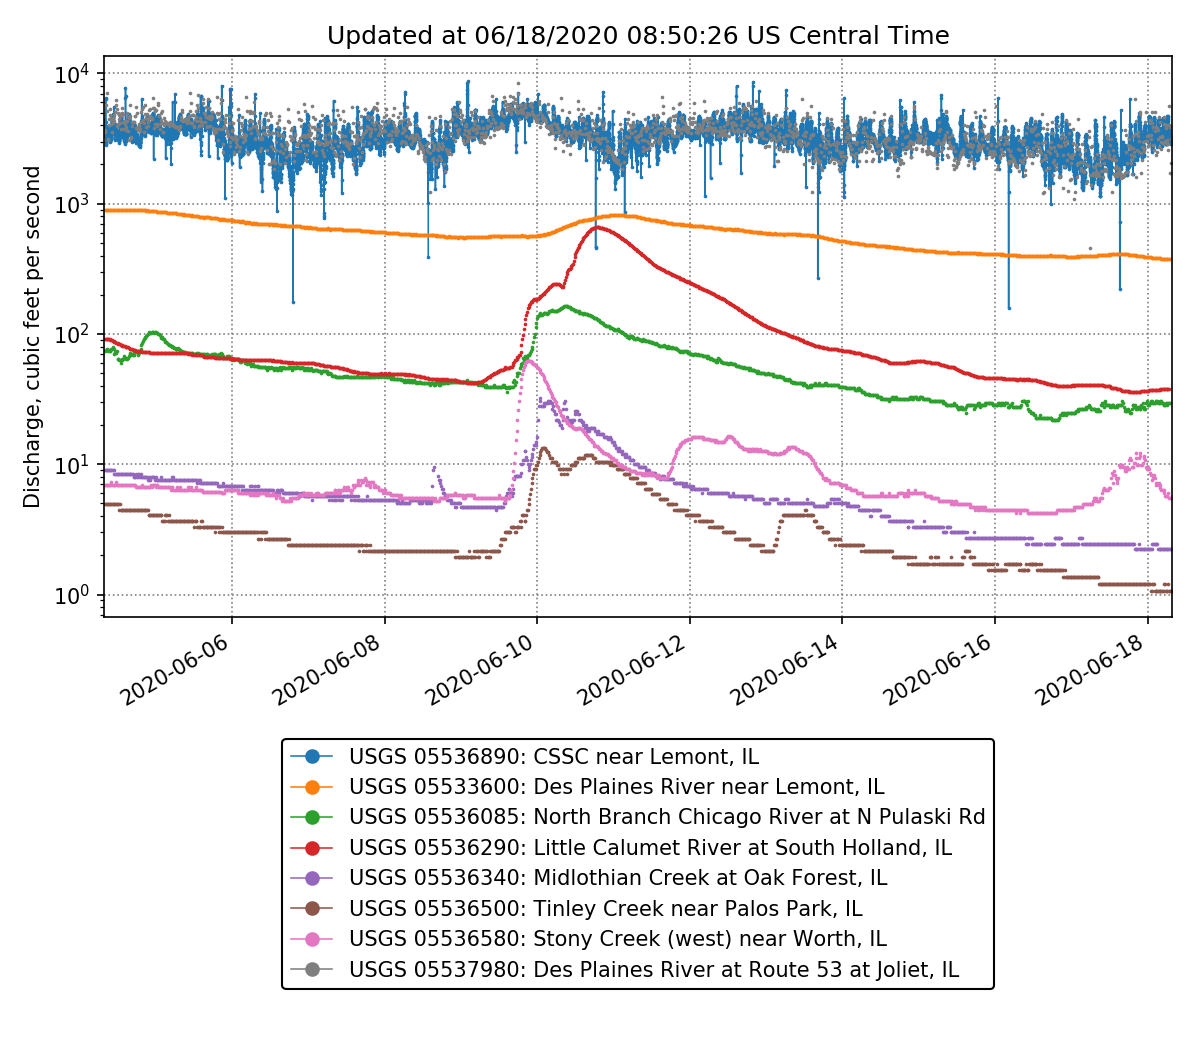 Updated at 06/18/2020 08:50:26 US Central Time
Discharge, cubic feet per second
10⁴
10³
10²
10¹
10⁰
2020-06-06
2020-06-08
2020-06-10
2020-06-12
2020-06-14
2020-06-16
2020-06-18
USGS 05536890: CSSC near Lemont, IL
USGS 05533600: Des Plaines River near Lemont, IL
USGS 05536085: North Branch Chicago River at N Pulaski Rd
USGS 05536290: Little Calumet River at South Holland, IL
USGS 05536340: Midlothian Creek at Oak Forest, IL
USGS 05536500: Tinley Creek near Palos Park, IL
USGS 05536580: Stony Creek (west) near Worth, IL
USGS 05537980: Des Plaines River at Route 53 at Joliet, IL